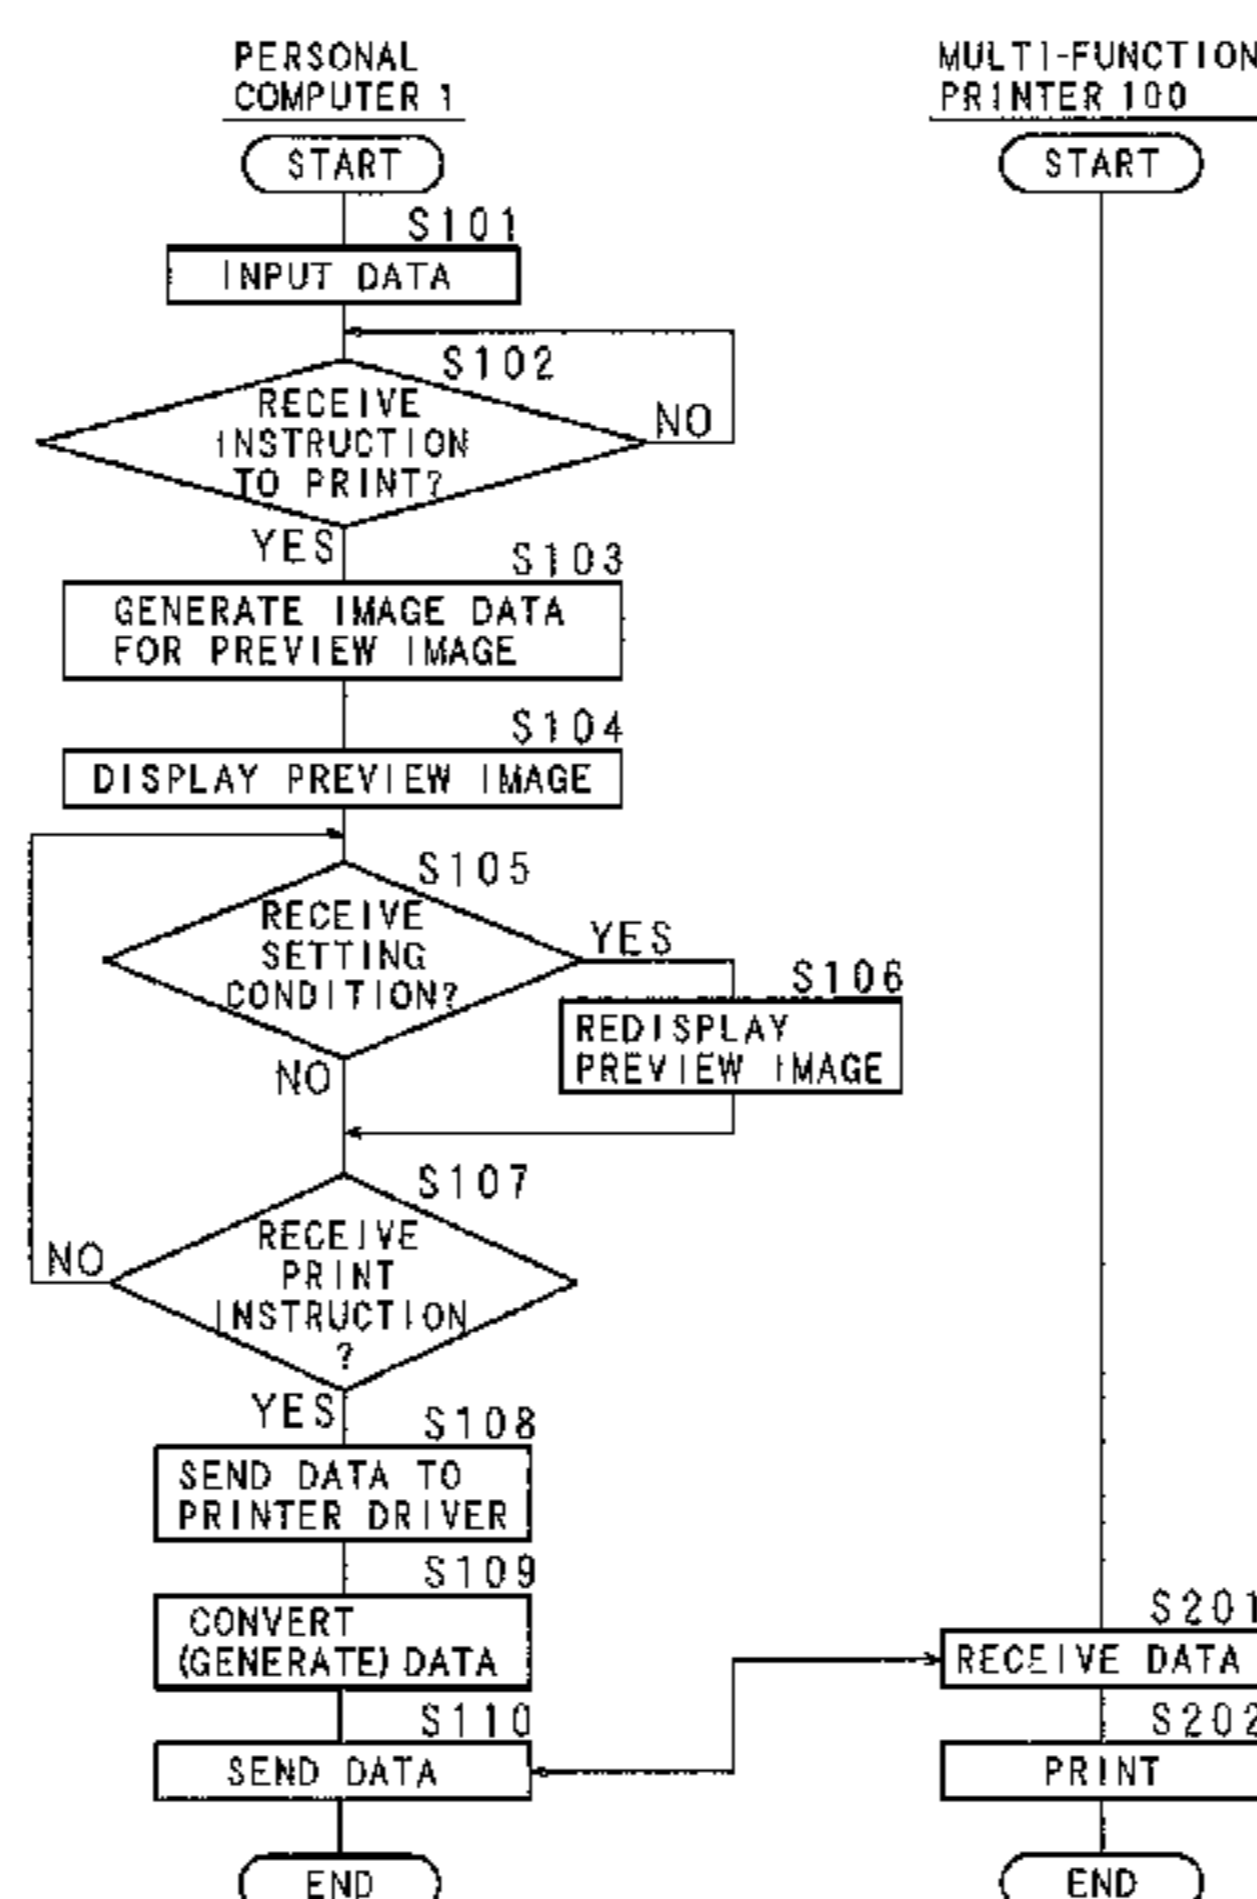 PERSONAL
COMPUTER 1
START
S101
INPUT DATA
S102
RECEIVE
INSTRUCTION
TO PRINT?
NO
YES
S103
GENERATE IMAGE DATA
FOR PREVIEW IMAGE
S104
DISPLAY PREVIEW IMAGE
S105
RECEIVE
SETTING
CONDITION?
YES
NO
S106
REDISPLAY
PREVIEW IMAGE
S107
RECEIVE
PRINT
INSTRUCTION
?
NO
YES
S108
SEND DATA TO
PRINTER DRIVER
S109
CONVERT
(GENERATE) DATA
S110
SEND DATA
END
MULTI-FUNCTION
PRINTER 100
START
S201
RECEIVE DATA
S202
PRINT
END